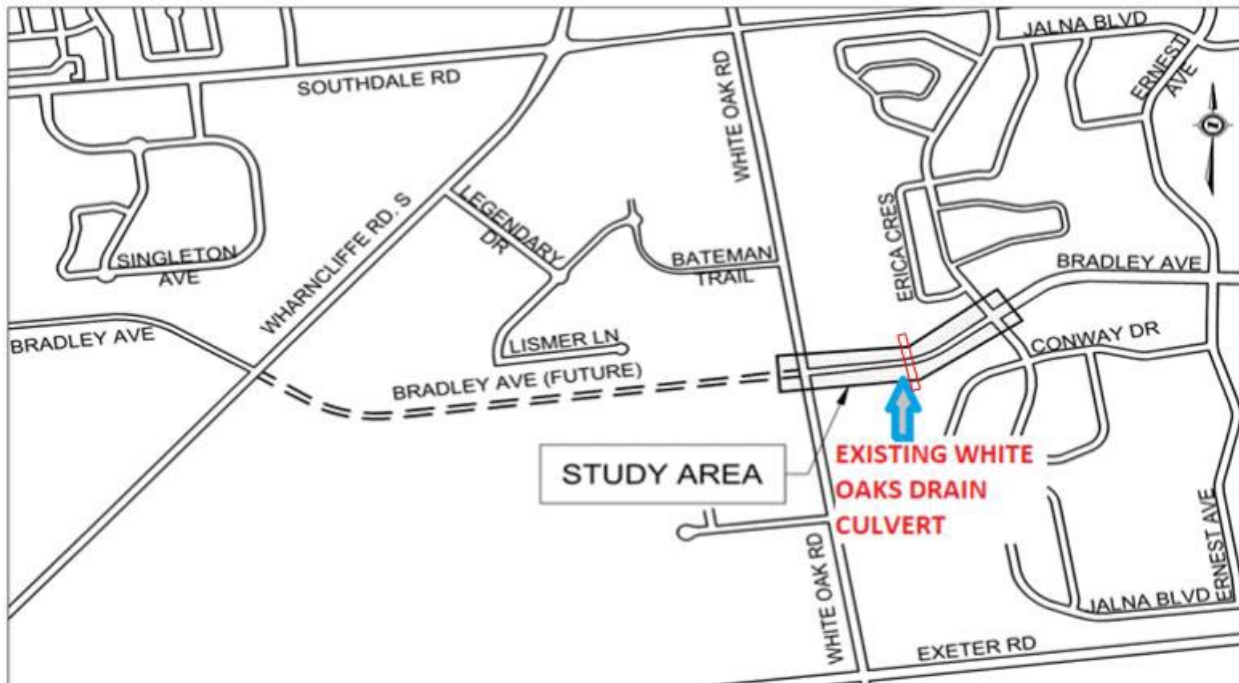 JALNA BLVD
ERNEST
AVE
SOUTHDALE RD
WHITE OAK RD
LEGENDARY
DR
WHARNCLIFFE RD. S
SINGLETON
AVE
BATEMAN
TRAIL
ERICA CRES
BRADLEY AVE
BRADLEY AVE
LISMER LN
CONWAY DR
BRADLEY AVE (FUTURE)
STUDY AREA
EXISTING WHITE
OAKS DRAIN
CULVERT
WHITE OAK RD
ERNEST AVE
JALNA BLVD
EXETER RD